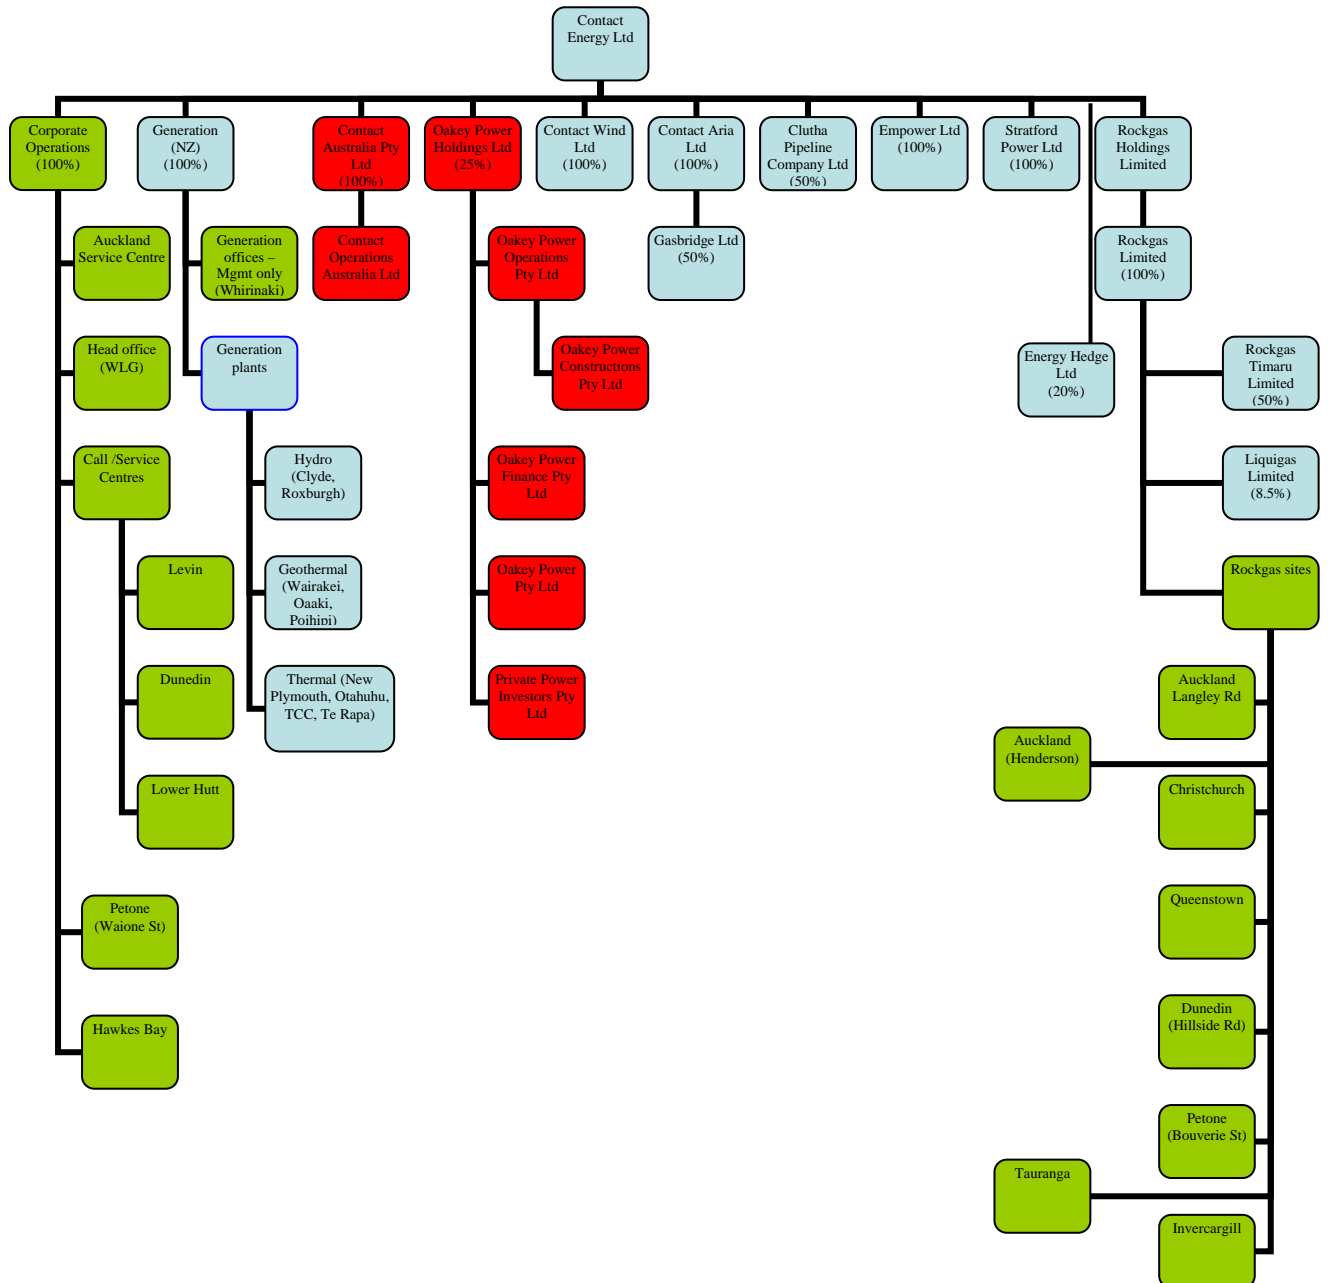 Contact
Energy Ltd
Corporate
Operations
(100%)
Generation
(NZ)
(100%)
Contact
Australia Pty
Ltd
(100%)
Oakey Power
Holdings Ltd
(25%)
Contact Wind
Ltd
(100%)
Contact Aria
Ltd
(100%)
Clutha
Pipeline
Company Ltd
(50%)
Empower Ltd
(100%)
Stratford
Power Ltd
(100%)
Rockgas
Holdings
Limited
Auckland
Service Centre
Generation
offices –
Mgmt only
(Whirinaki)
Contact
Operations
Australia Ltd
Oakey Power
Operations
Pty Ltd
Gasbridge Ltd
(50%)
Rockgas
Limited
(100%)
Head office
(WLG)
Generation
plants
Oakey Power
Constructions
Pty Ltd
Energy Hedge
Ltd
(20%)
Rockgas
Timaru
Limited
(50%)
Call /Service
Centres
Hydro
(Clyde,
Roxburgh)
Oakey Power
Finance Pty
Ltd
Liquigas
Limited
(8.5%)
Levin
Geothermal
(Wairakei,
Oaaki,
Poihipi)
Oakey Power
Pty Ltd
Rockgas sites
Dunedin
Thermal (New
Plymouth, Otahuhu,
TCC, Te Rapa)
Private Power
Investors Pty
Ltd
Auckland
Langley Rd
Auckland
(Henderson)
Lower Hutt
Christchurch
Petone
(Waione St)
Queenstown
Hawkes Bay
Dunedin
(Hillside Rd)
Petone
(Bouverie St)
Tauranga
Invercargill